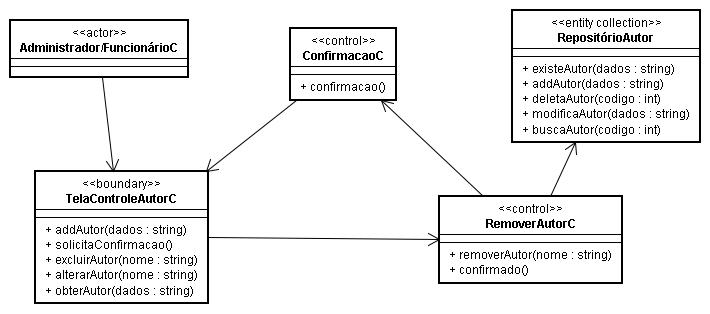 <<actor>>
Administrador/FuncionárioC
<<control>>
ConfirmacaoC
+ confirmacao()
<<entity collection>>
RepositórioAutor
+ existeAutor(dados : string)
+ addAutor(dados : string)
+ deletaAutor(codigo : int)
+ modificaAutor(dados : string)
+ buscaAutor(codigo : int)
<<boundary>>
TelaControleAutorC
+ addAutor(dados : string)
+ solicitaConfirmacao()
+ excluirAutor(nome : string)
+ alterarAutor(nome : string)
+ obterAutor(dados : string)
<<control>>
RemoverAutorC
+ removerAutor(nome : string)
+ confirmado()